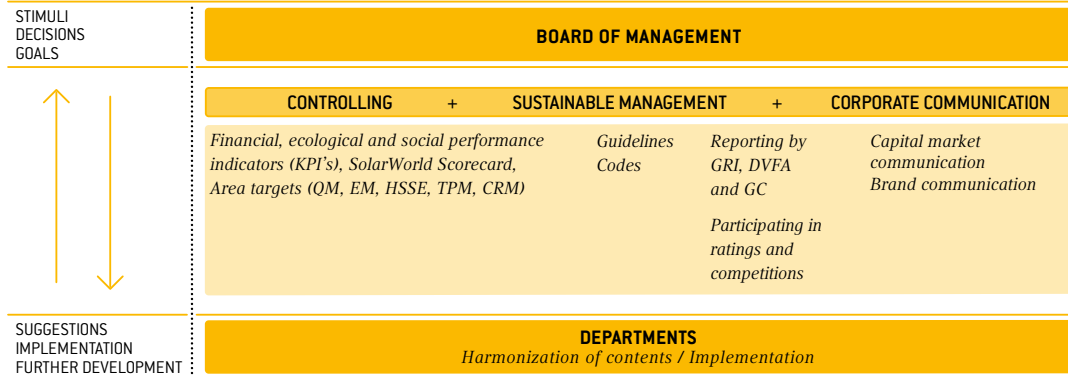 STIMULI
DECISIONS
GOALS
BOARD OF MANAGEMENT
CONTROLLING + SUSTAINABLE MANAGEMENT + CORPORATE COMMUNICATION
Financial, ecological and social performance
indicators (KPI's), SolarWorld Scorecard,
Area targets (QM, EM, HSSE, TPM, CRM)
Guidelines
Codes
Reporting by
GRI, DVFA
and GC
Participating in
ratings and
competitions
Capital market
communication
Brand communication
SUGGESTIONS
IMPLEMENTATION
FURTHER DEVELOPMENT
DEPARTMENTS
Harmonization of contents / Implementation